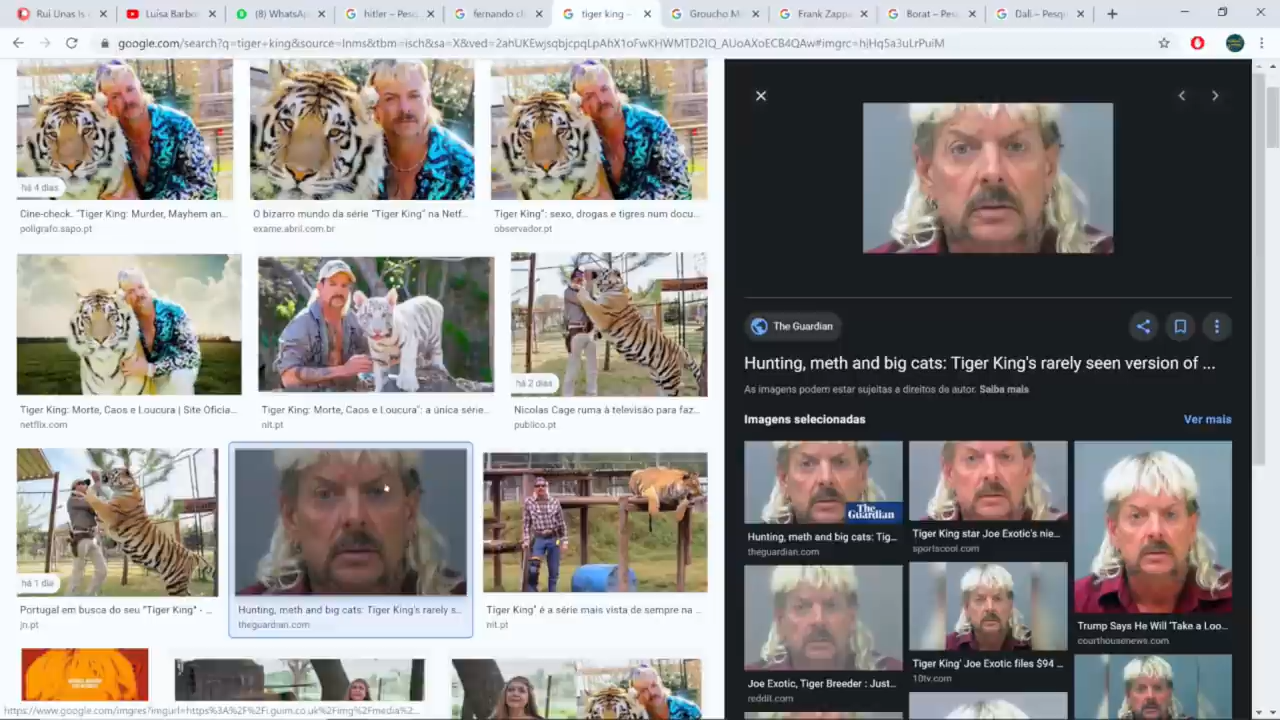 Rui Unas Is
Luisa Barbo
(8) WhatsAp
hitler – Pesc
fernando ch
tiger king –
Groucho M
Frank Zappa
Borat – Pes
Dali – Pesqui
google.com/search?q=tiger+king&source=lnms&tbm=isch&sa=X&ved=2ahUKEwjsqbjcpqLpAhX1oFwKHWMTD2IQ_AUoAXoECB4QAw#imgrc=hjHqSa3uLrPuiM
há 4 dias
Cine-check. "Tiger King: Murder, Mayhem an...
poligrafo.sapo.pt
O bizarro mundo da série "Tiger King" na Netf...
exame.abril.com.br
Tiger King": sexo, drogas e tigres num docu...
observador.pt
há 2 dias
Tiger King: Morte, Caos e Loucura | Site Oficia...
netflix.com
Tiger King: Morte, Caos e Loucura": a única série...
nit.pt
Nicolas Cage ruma à televisão para faz...
publico.pt
há 1 dia
Portugal em busca do seu "Tiger King" - ...
jn.pt
Hunting, meth and big cats: Tiger King's rarely s...
theguardian.com
Tiger King" é a série mais vista de sempre na ...
nit.pt
The Guardian
Hunting, meth and big cats: Tiger King's rarely seen version of ...
As imagens podem estar sujeitas a direitos de autor. Saiba mais
Imagens selecionadas
Ver mais
The Guardian
Hunting, meth and big cats: Tig...
theguardian.com
Tiger King star Joe Exotic's nie...
sportscool.com
Trump Says He Will 'Take a Loo...
courthousenews.com
Joe Exotic, Tiger Breeder : Just...
reddit.com
Tiger King' Joe Exotic files $94 ...
10tv.com
https://www.google.com/imgres?imgurl=https%3A%2F%2Fi.guim.co.uk%2Fimg%2Fmedia%2...